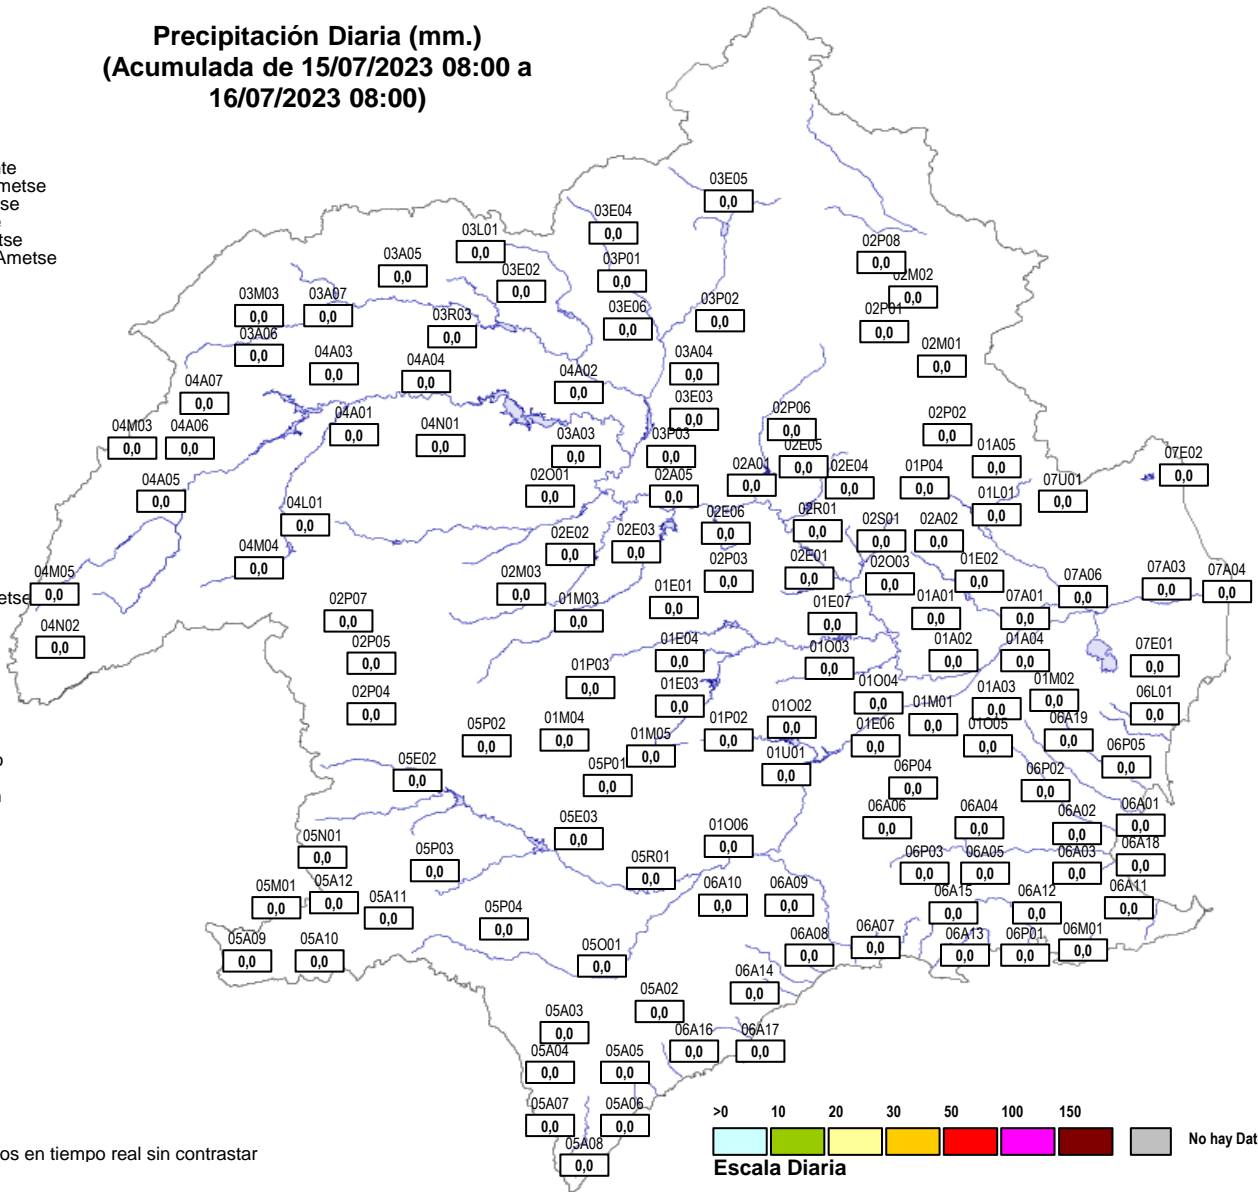 Precipitación Diaria (mm.)
(Acumulada de 15/07/2023 08:00 a
16/07/2023 08:00)
03E05
0,0
03E04
0,0
03L01
0,0
03A05
0,0
03E02
0,0
03P01
0,0
02P08
0,0
02M02
0,0
03M03
0,0
03A07
0,0
03R03
0,0
03E06
0,0
03P02
0,0
02P01
0,0
03A06
0,0
04A03
0,0
04A04
0,0
04A02
0,0
03A04
0,0
02M01
0,0
04A07
0,0
03E03
0,0
04M03
0,0
04A06
0,0
04A01
0,0
04N01
0,0
03A03
0,0
03P03
0,0
02P06
0,0
02P02
0,0
02E05
0,0
01A05
0,0
07E02
0,0
04A05
0,0
02O01
0,0
02A05
0,0
02A01
0,0
02E04
0,0
01P04
0,0
01L01
0,0
07U01
0,0
04L01
0,0
02E06
0,0
02R01
0,0
02S01
0,0
02A02
0,0
04M04
0,0
02E02
0,0
02E03
0,0
02P03
0,0
02E01
0,0
02O03
0,0
01E02
0,0
04M05
0,0
02M03
0,0
01M03
0,0
01E01
0,0
01E07
0,0
01A01
0,0
07A01
0,0
07A06
0,0
07A03
0,0
07A04
0,0
04N02
0,0
02P07
0,0
02P05
0,0
01E04
0,0
01O03
0,0
01A02
0,0
01A04
0,0
07E01
0,0
02P04
0,0
01P03
0,0
01E03
0,0
01O04
0,0
01M01
0,0
01A03
0,0
01M02
0,0
06L01
0,0
05P02
0,0
01M04
0,0
01M05
0,0
01P02
0,0
01O02
0,0
01E06
0,0
01O05
0,0
06A19
0,0
06P05
0,0
05E02
0,0
05P01
0,0
01U01
0,0
06P04
0,0
06P02
0,0
05E03
0,0
01O06
0,0
06A06
0,0
06A04
0,0
06A02
0,0
06A01
0,0
05N01
0,0
05P03
0,0
05R01
0,0
06P03
0,0
06A05
0,0
06A03
0,0
06A18
0,0
05M01
0,0
05A12
0,0
05A11
0,0
05P04
0,0
06A10
0,0
06A09
0,0
06A15
0,0
06A12
0,0
06A11
0,0
05A09
0,0
05A10
0,0
05O01
0,0
06A08
0,0
06A07
0,0
06A13
0,0
06P01
0,0
06M01
0,0
05A03
0,0
05A02
0,0
06A14
0,0
05A04
0,0
05A05
0,0
06A16
0,0
06A17
0,0
05A07
0,0
05A06
0,0
05A08
0,0
os en tiempo real sin contrastar
>0 10 20 30 50 100 150
No hay Dat
Escala Diaria